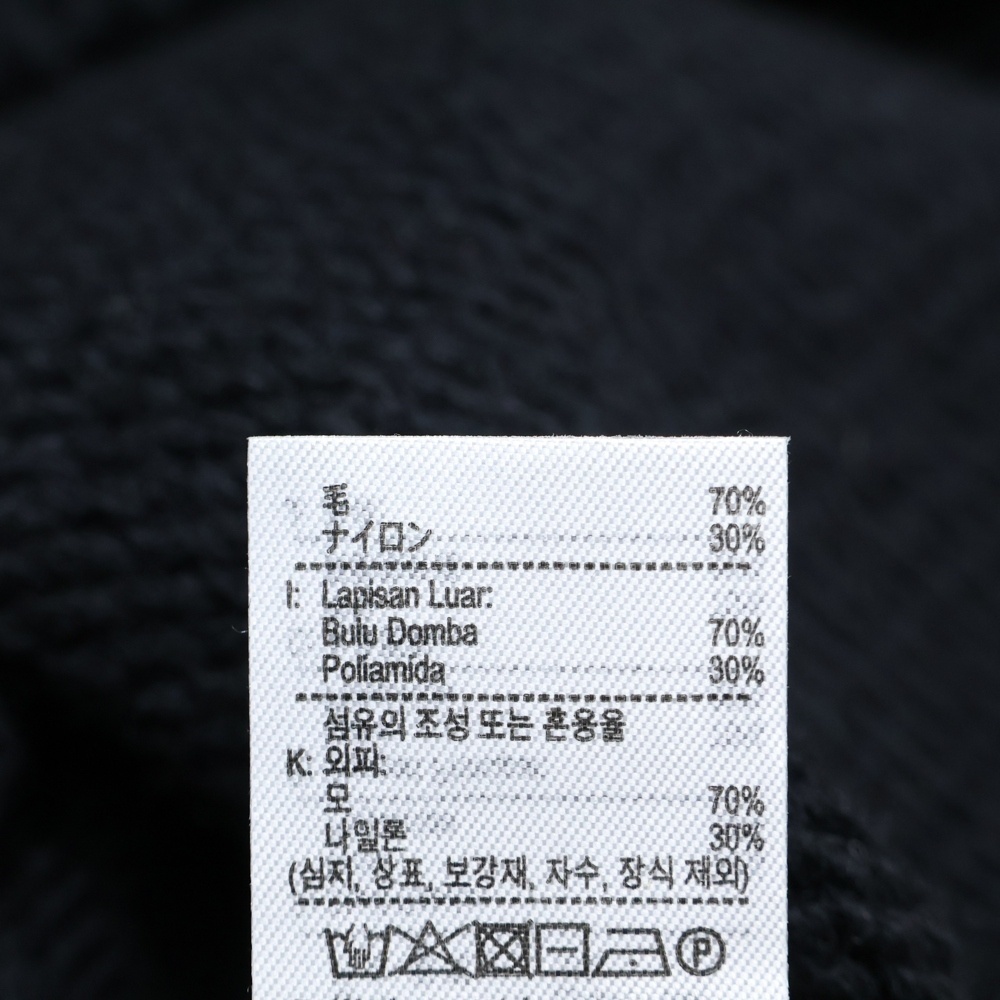 毛 70%
ナイロン 30%
I: Lapisan Luar:
Bulu Domba 70%
Poliamida 30%
섬유의 조성 또는 혼용율
K: 외피:
모 70%
나일론 30%
(심지, 상표, 보강재, 자수, 장식 제외)
P